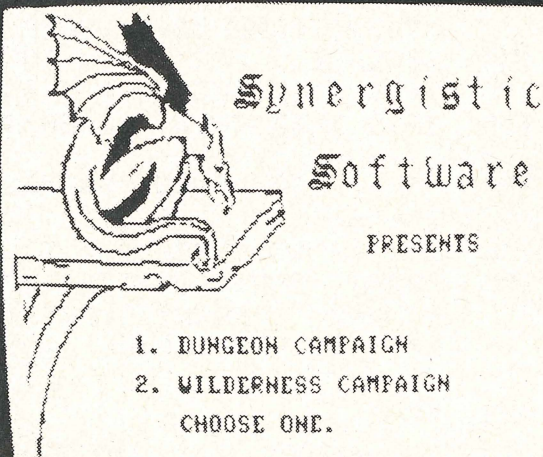 Synergistic
Software
PRESENTS
1. DUNGEON CAMPAIGN
2. WILDERNESS CAMPAIGN
CHOOSE ONE.